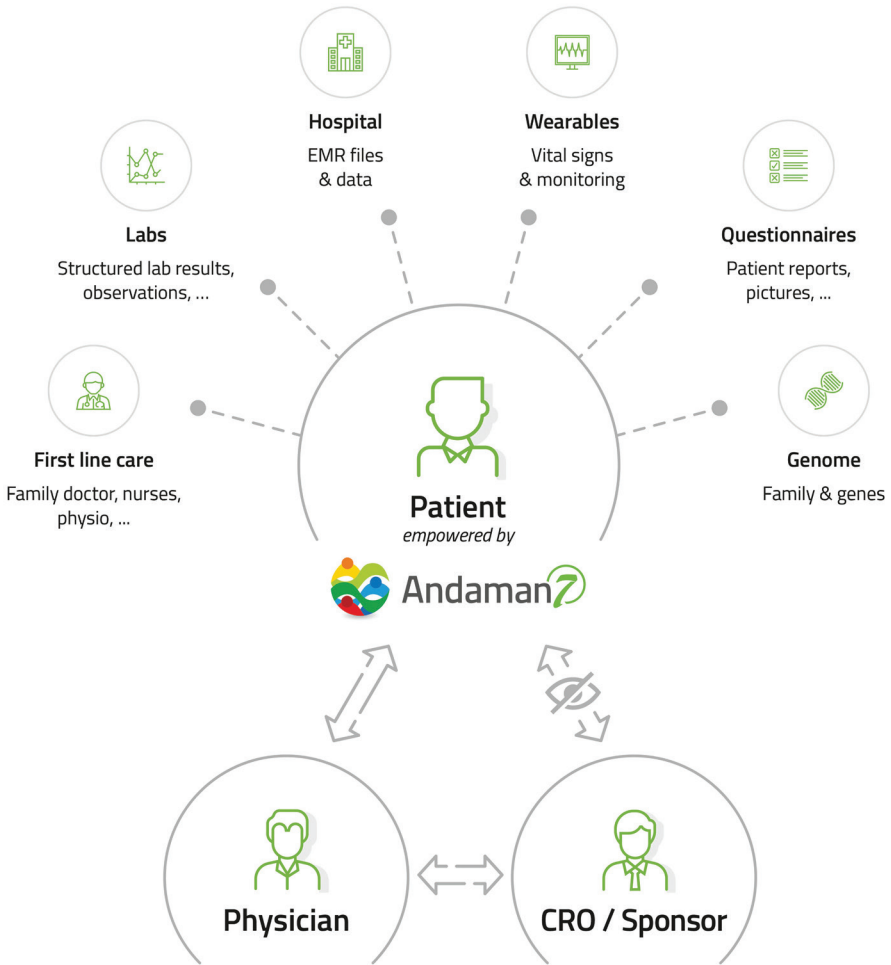 Hospital
EMR files
& data
Wearables
Vital signs
& monitoring
Labs
Structured lab results,
observations, ...
Questionnaires
Patient reports,
pictures, ...
First line care
Family doctor, nurses,
physio, ...
Genome
Family & genes
Patient
empowered by
Andaman7
Physician
CRO / Sponsor